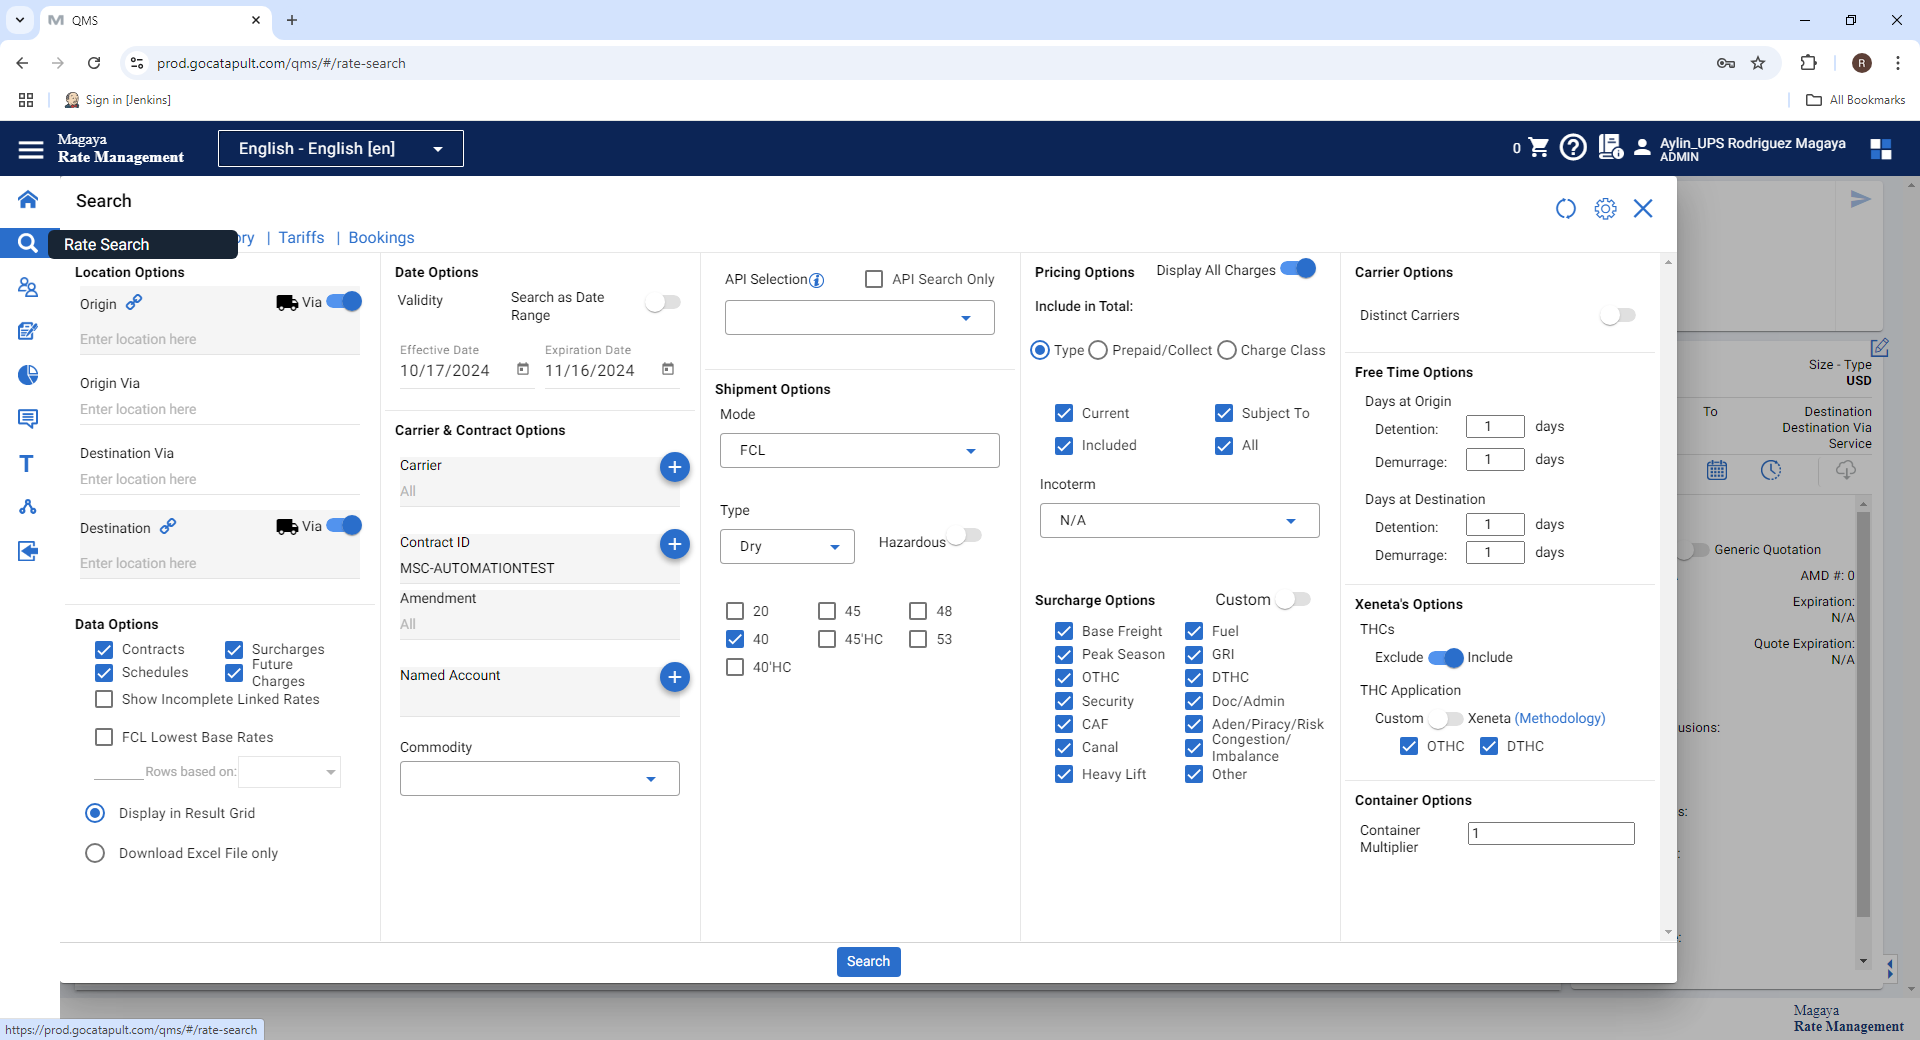 QMS
prod.gocatapult.com/qms/#/rate-search
R
Sign in [Jenkins]
All Bookmarks
Magaya
Rate Management
English - English [en]
0
Aylin_UPS Rodriguez Magaya
ADMIN
Search
Rate Search
ory | Tariffs | Bookings
Location Options
Origin
Via
Enter location here
Origin Via
Enter location here
Destination Via
Enter location here
Destination
Via
Enter location here
Data Options
Contracts
Surcharges
Schedules
Future
Charges
Show Incomplete Linked Rates
FCL Lowest Base Rates
Rows based on:
Display in Result Grid
Download Excel File only
Date Options
Validity
Search as Date
Range
Effective Date
10/17/2024
Expiration Date
11/16/2024
Carrier & Contract Options
Carrier
All
Contract ID
MSC-AUTOMATIONTEST
Amendment
All
Named Account
Commodity
API Selection
API Search Only
Shipment Options
Mode
FCL
Type
Dry
Hazardous
20
45
48
40
45'HC
53
40'HC
Pricing Options
Display All Charges
Include in Total:
Type
Prepaid/Collect
Charge Class
Current
Subject To
Included
All
Incoterm
N/A
Surcharge Options
Custom
Base Freight
Fuel
Peak Season
GRI
OTHC
DTHC
Security
Doc/Admin
CAF
Aden/Piracy/Risk
Canal
Congestion/
Imbalance
Heavy Lift
Other
Carrier Options
Distinct Carriers
Free Time Options
Days at Origin
Detention: 1 days
Demurrage: 1 days
Days at Destination
Detention: 1 days
Demurrage: 1 days
Xeneta's Options
THCs
Exclude
Include
THC Application
Custom
Xeneta (Methodology)
OTHC
DTHC
Container Options
Container
Multiplier
1
Search
Size - Type
USD
To
Destination
Destination Via
Service
Generic Quotation
AMD #: 0
Expiration:
N/A
Quote Expiration:
N/A
usions:
s:
https://prod.gocatapult.com/qms/#/rate-search
Magaya
Rate Management